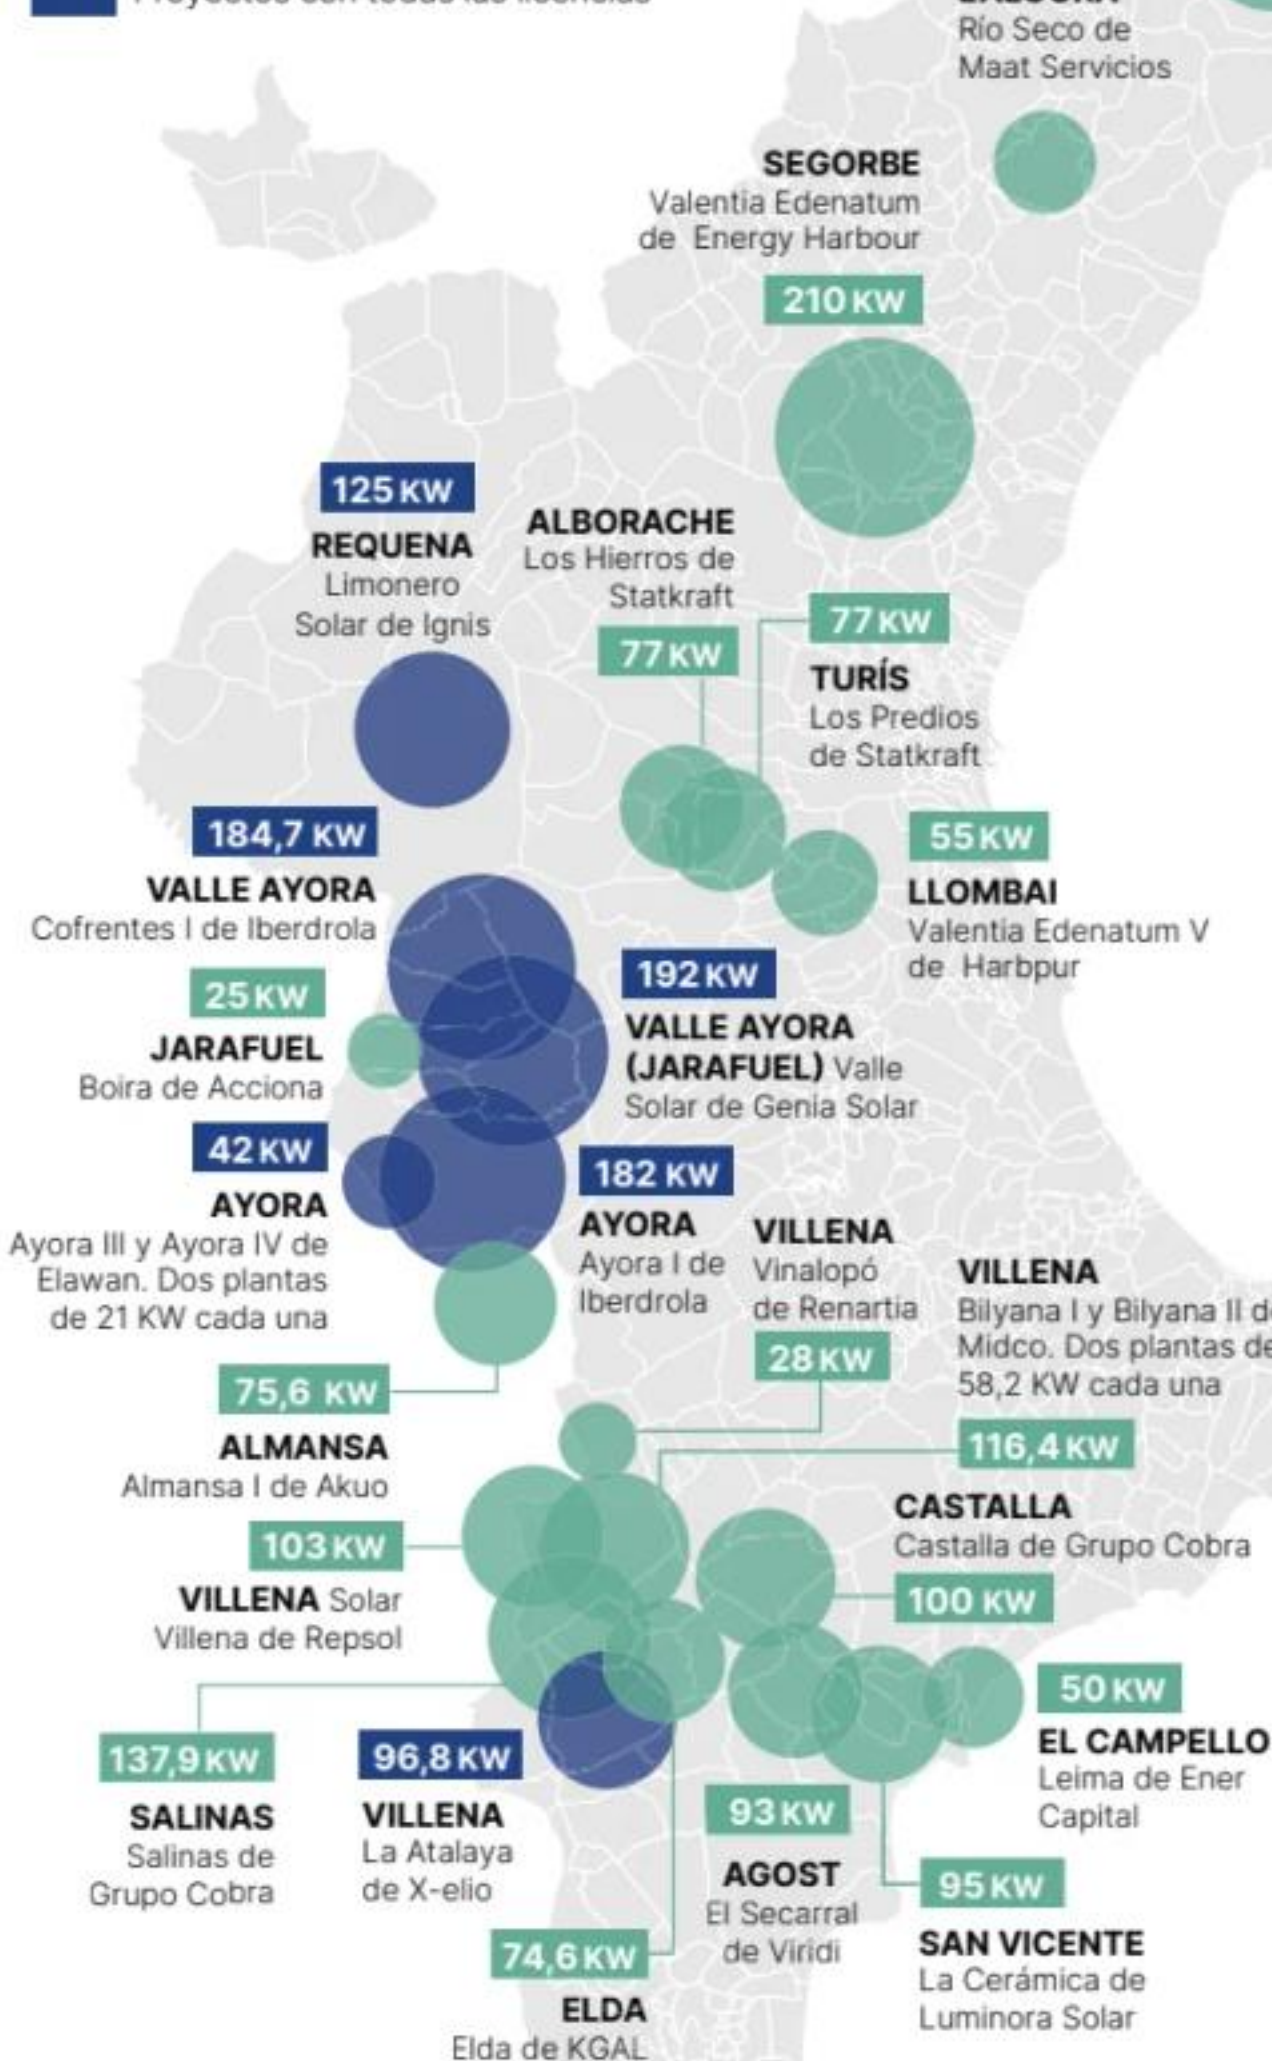 Proyectos con todas las licencias
Río Seco de
Maat Servicios
SEGORBE
Valentia Edenatum
de Energy Harbour
210 KW
125 KW
REQUENA
Limonero
Solar de Ignis
ALBORACHE
Los Hierros de
Statkraft
77 KW
77 KW
TURÍS
Los Predios
de Statkraft
184,7 KW
VALLE AYORA
Cofrentes I de Iberdrola
55 KW
LLOMBAI
Valentia Edenatum V
de Harbpur
25 KW
JARAFUEL
Boira de Acciona
192 KW
VALLE AYORA
(JARAFUEL) Valle
Solar de Genia Solar
42 KW
AYORA
Ayora III y Ayora IV de
Elawan. Dos plantas
de 21 KW cada una
182 KW
AYORA
Ayora I de
Iberdrola
VILLENA
Vinalopó
de Renartia
28 KW
VILLENA
Bilyana I y Bilyana II de
Midco. Dos plantas de
58,2 KW cada una
116,4 KW
75,6 KW
ALMANSA
Almansa I de Akuo
103 KW
VILLENA Solar
Villena de Repsol
CASTALLA
Castalla de Grupo Cobra
100 KW
137,9 KW
SALINAS
Salinas de
Grupo Cobra
96,8 KW
VILLENA
La Atalaya
de X-elio
50 KW
EL CAMPELLO
Leima de Ener
Capital
93 KW
AGOST
El Secarral
de Viridi
95 KW
SAN VICENTE
La Cerámica de
Luminora Solar
74,6 KW
ELDA
Elda de KGAL